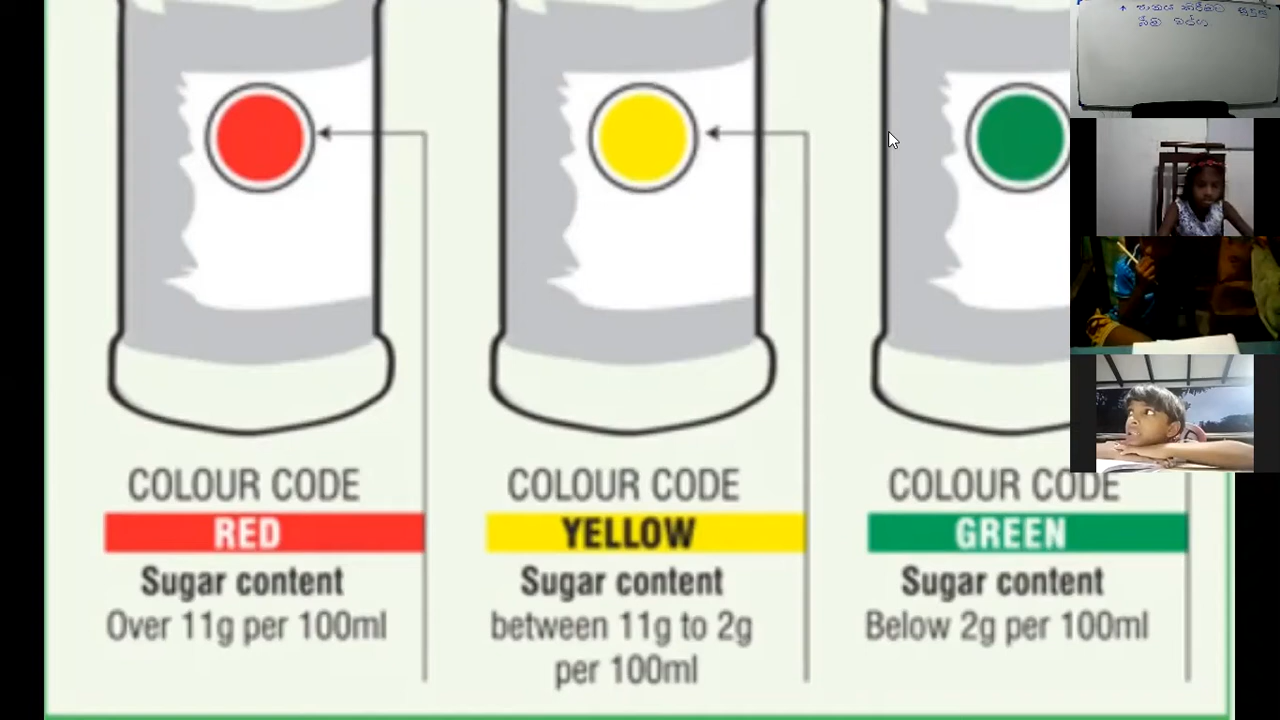 COLOUR CODE
RED
Sugar content
Over 11g per 100ml
COLOUR CODE
YELLOW
Sugar content
between 11g to 2g
per 100ml
COLOUR CODE
GREEN
Sugar content
Below 2g per 100ml